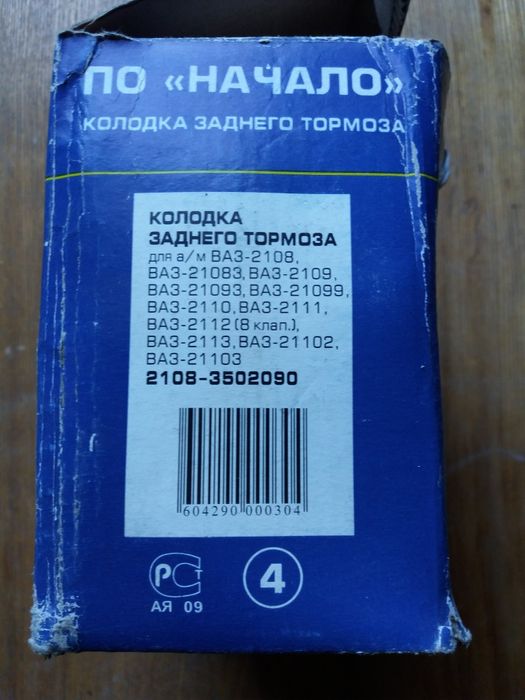 ПО «НАЧАЛО»
КОЛОДКА ЗАДНЕГО ТОРМОЗА
КОЛОДКА
ЗАДНЕГО ТОРМОЗА
для а/м ВАЗ-2108,
ВАЗ-21083, ВАЗ-2109,
ВАЗ-21093, ВАЗ-21099,
ВАЗ-2110, ВАЗ-2111,
ВАЗ-2112 (8 клап.),
ВАЗ-2113, ВАЗ-21102,
ВАЗ-21103
2108-3502090
604290 000304
РСТ
АЯ 09
4